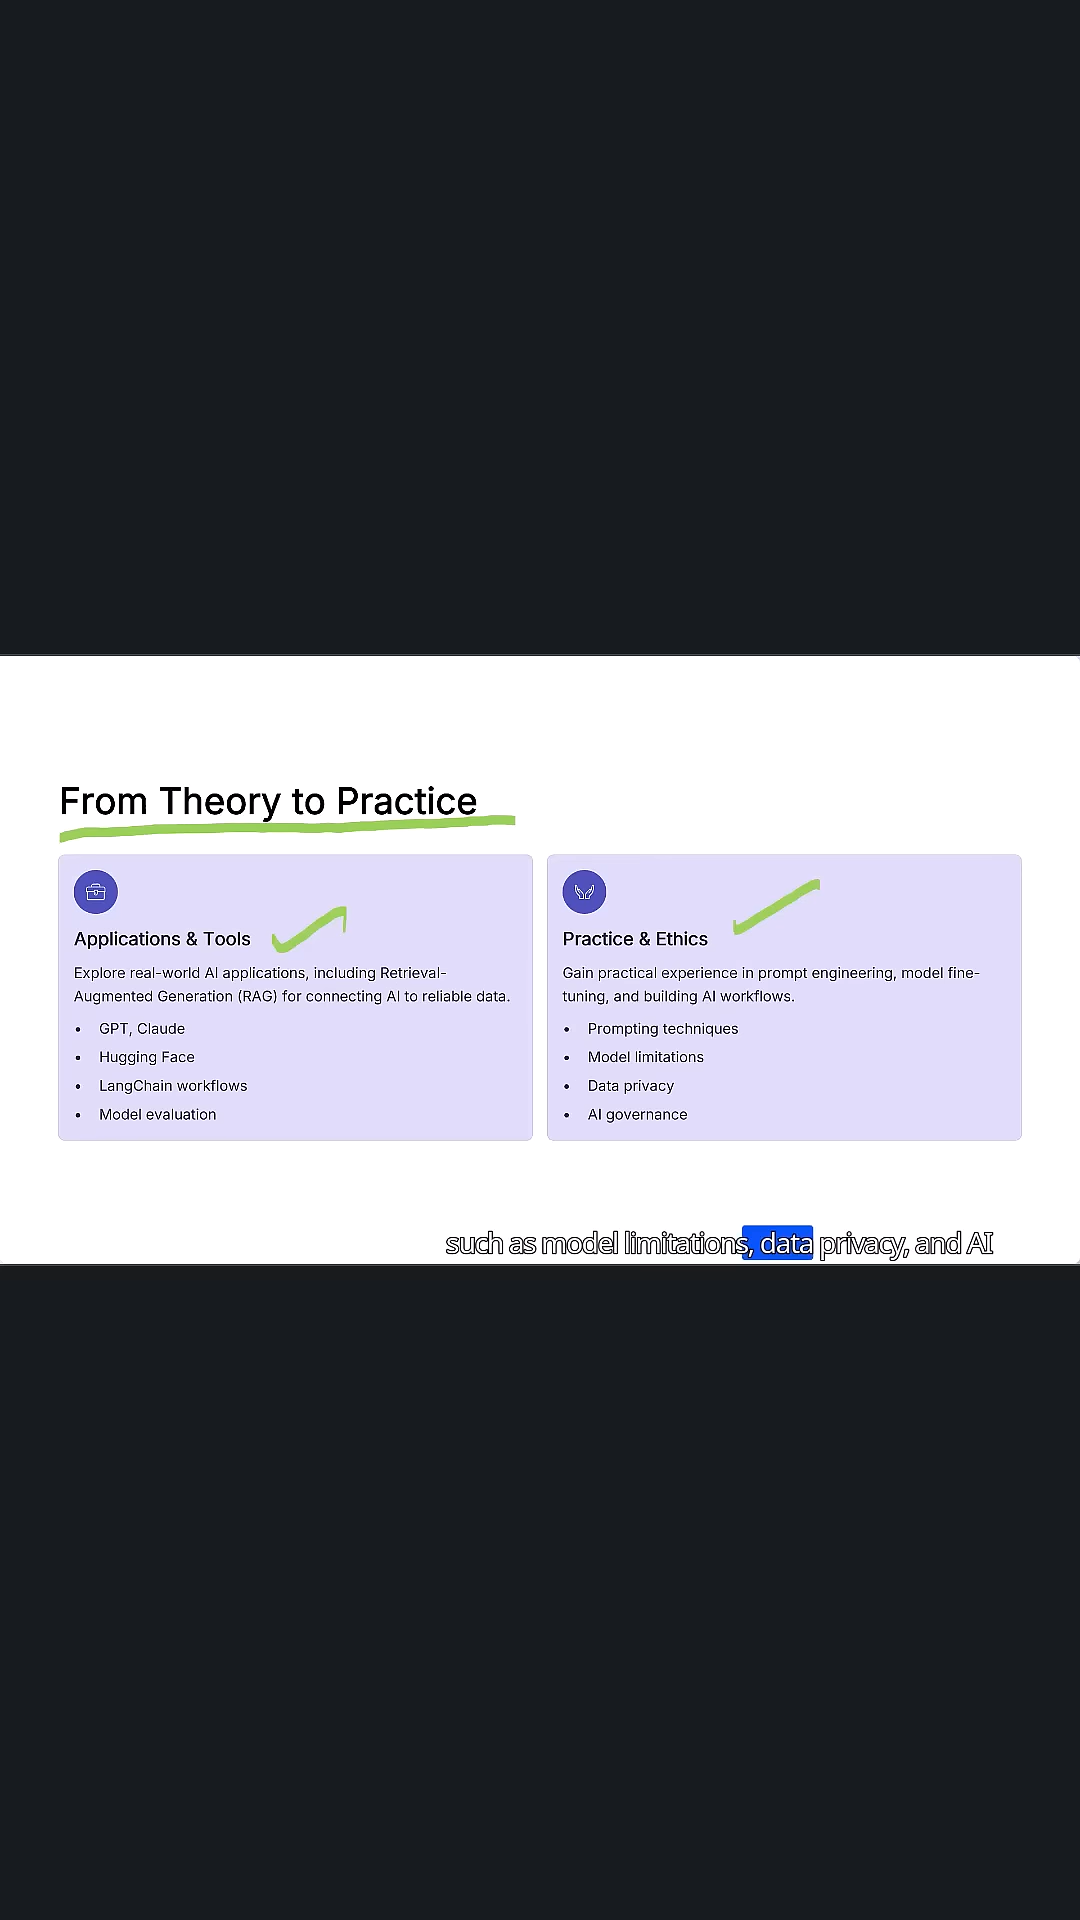 From Theory to Practice
Applications & Tools
Explore real-world AI applications, including Retrieval-
Augmented Generation (RAG) for connecting AI to reliable data.
• GPT, Claude
• Hugging Face
• LangChain workflows
• Model evaluation
Practice & Ethics
Gain practical experience in prompt engineering, model fine-
tuning, and building AI workflows.
• Prompting techniques
• Model limitations
• Data privacy
• AI governance
such as model limitations, data privacy, and AI